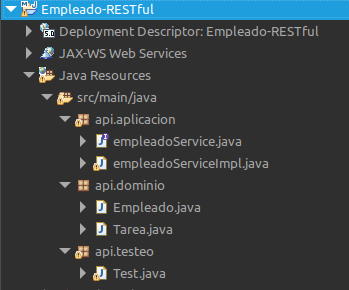 Empleado-RESTful
Deployment Descriptor: Empleado-RESTful
JAX-WS Web Services
Java Resources
src/main/java
api.aplicacion
empleadoService.java
empleadoServiceImpl.java
api.dominio
Empleado.java
Tarea.java
api.testeo
Test.java